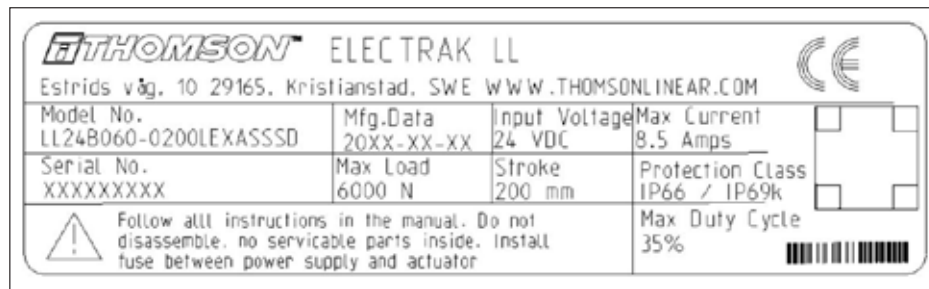 THOMSON™ ELECTRAK LL
Estrids våg, 10 29165, Kristianstad, SWE WWW.THOMSONLINEAR.COM
CE
Model No.
LL24B060-0200LEXASSSD
Mfg.Data
20XX-XX-XX
Input Voltage
24 VDC
Max Current
8.5 Amps
Serial No.
XXXXXXXXX
Max Load
6000 N
Stroke
200 mm
Protection Class
IP66 / IP69k
Follow alll instructions in the manual. Do not
disassemble, no servicable parts inside. Install
fuse between power supply and actuator
Max Duty Cycle
35%